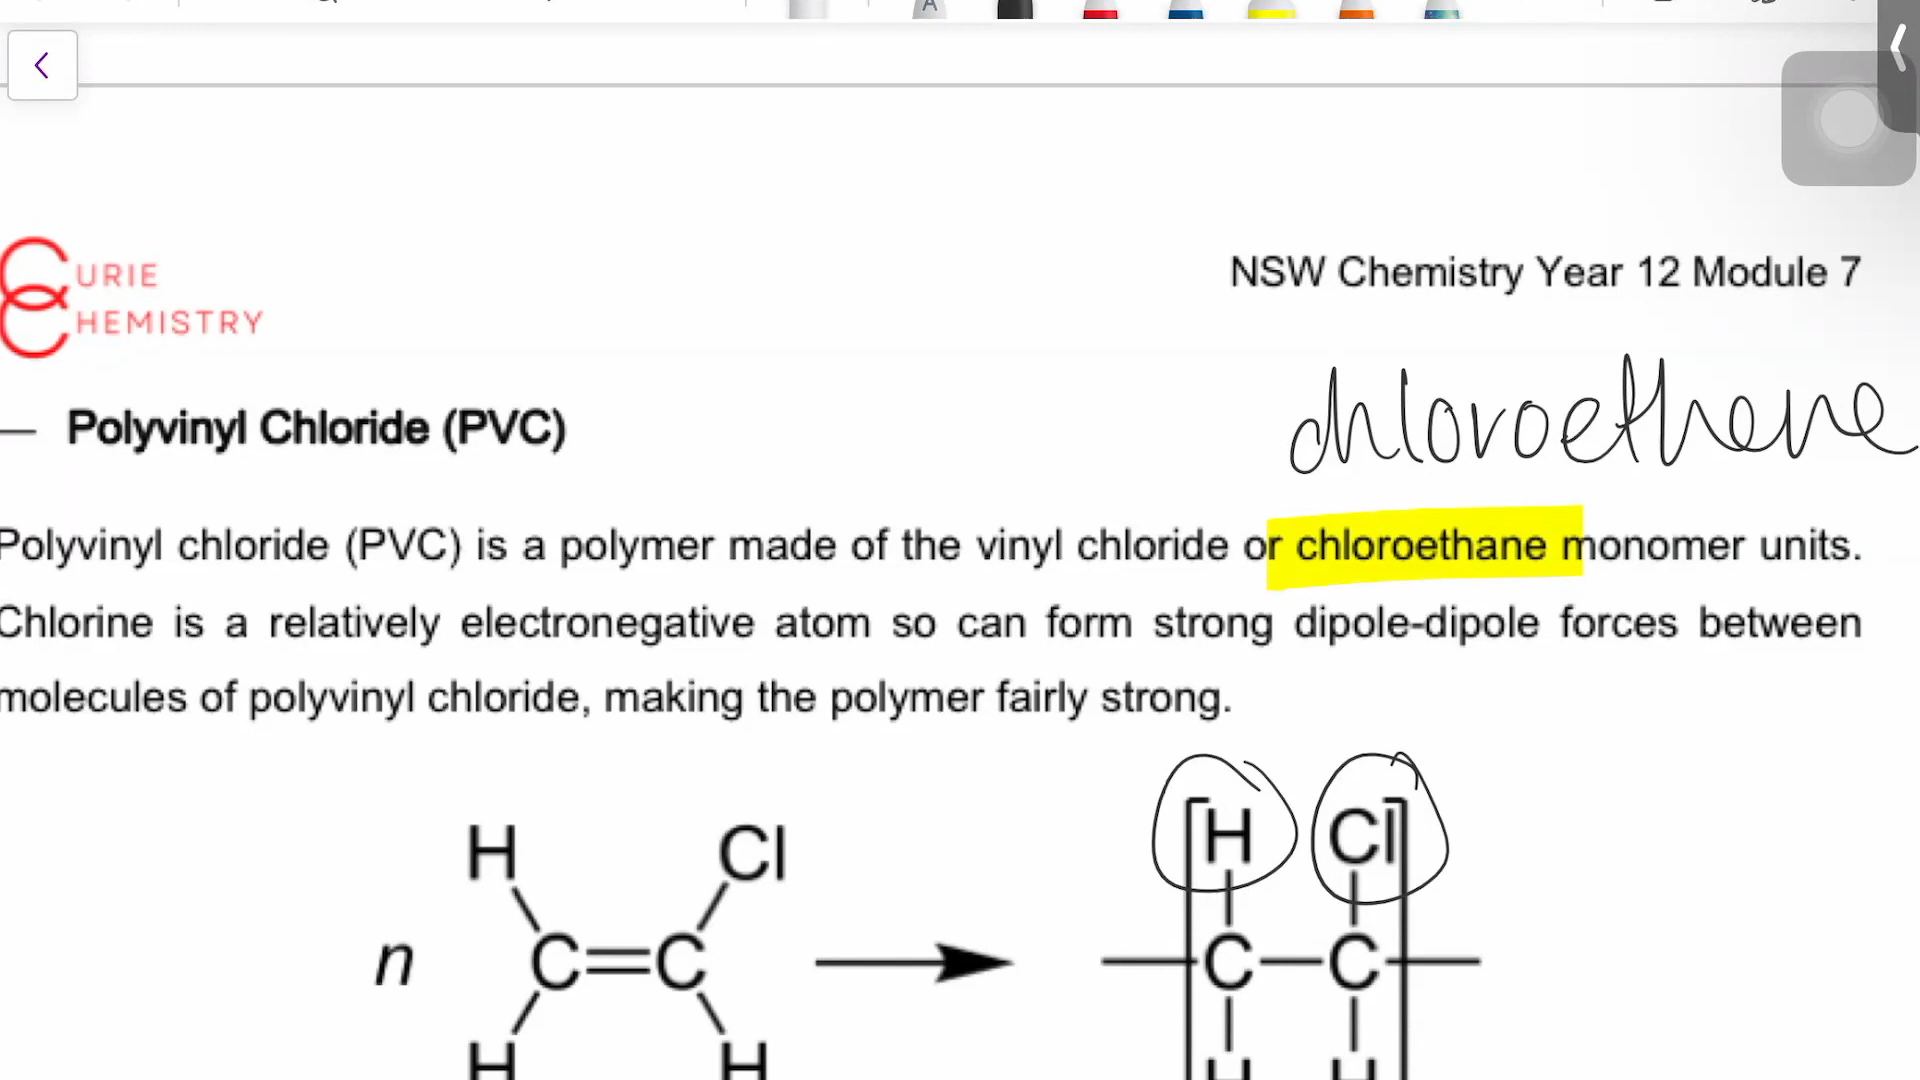 A
CURIE
CHEMISTRY
NSW Chemistry Year 12 Module 7
chloroethene
— Polyvinyl Chloride (PVC)
Polyvinyl chloride (PVC) is a polymer made of the vinyl chloride or chloroethane monomer units.
Chlorine is a relatively electronegative atom so can form strong dipole-dipole forces between
molecules of polyvinyl chloride, making the polymer fairly strong.
H Cl H Cl
n C=C C—C
H H H H